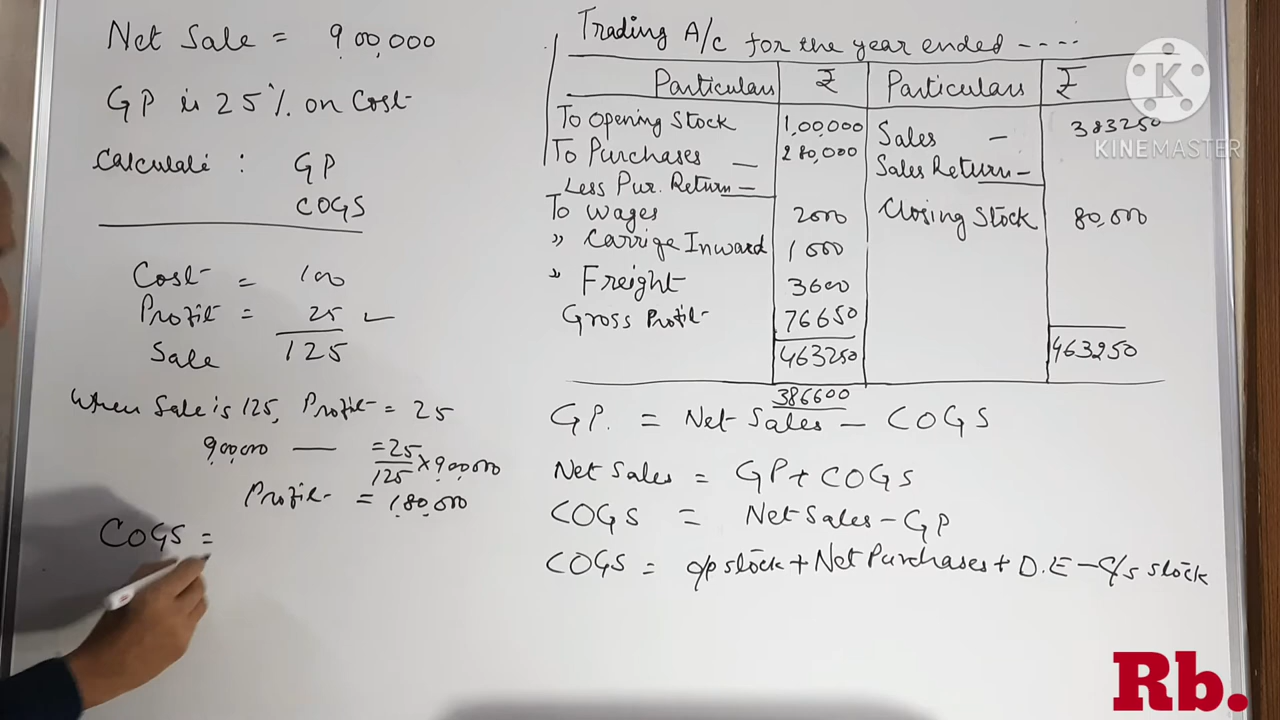 Net Sale = 9,00,000
GP is 25% on Cost
Calculate : GP
COGS
Cost = 100
Profit = 25
Sale 125
When Sale is 125, Profit = 25
9,00,000 — = 25/125 × 9,00,000
Profit = 1,80,000
COGS =
Trading A/c for the year ended ----
Particulars ₹ Particulars ₹
To Opening Stock 1,00,000 Sales — 383250
To Purchases — 280,000 Sales Return —
Less Pur. Return —
To Wages 2000 Closing Stock 80,000
" Carrige Inward 1000
" Freight 3600
Gross Profit 76650
463250 463250
386600
GP. = Net Sales — COGS
Net Sales = GP + COGS
COGS = Net Sales - GP
COGS = o/p stock + Net Purchases + D.E - C/s stock
K
KINEMASTER
Rb.